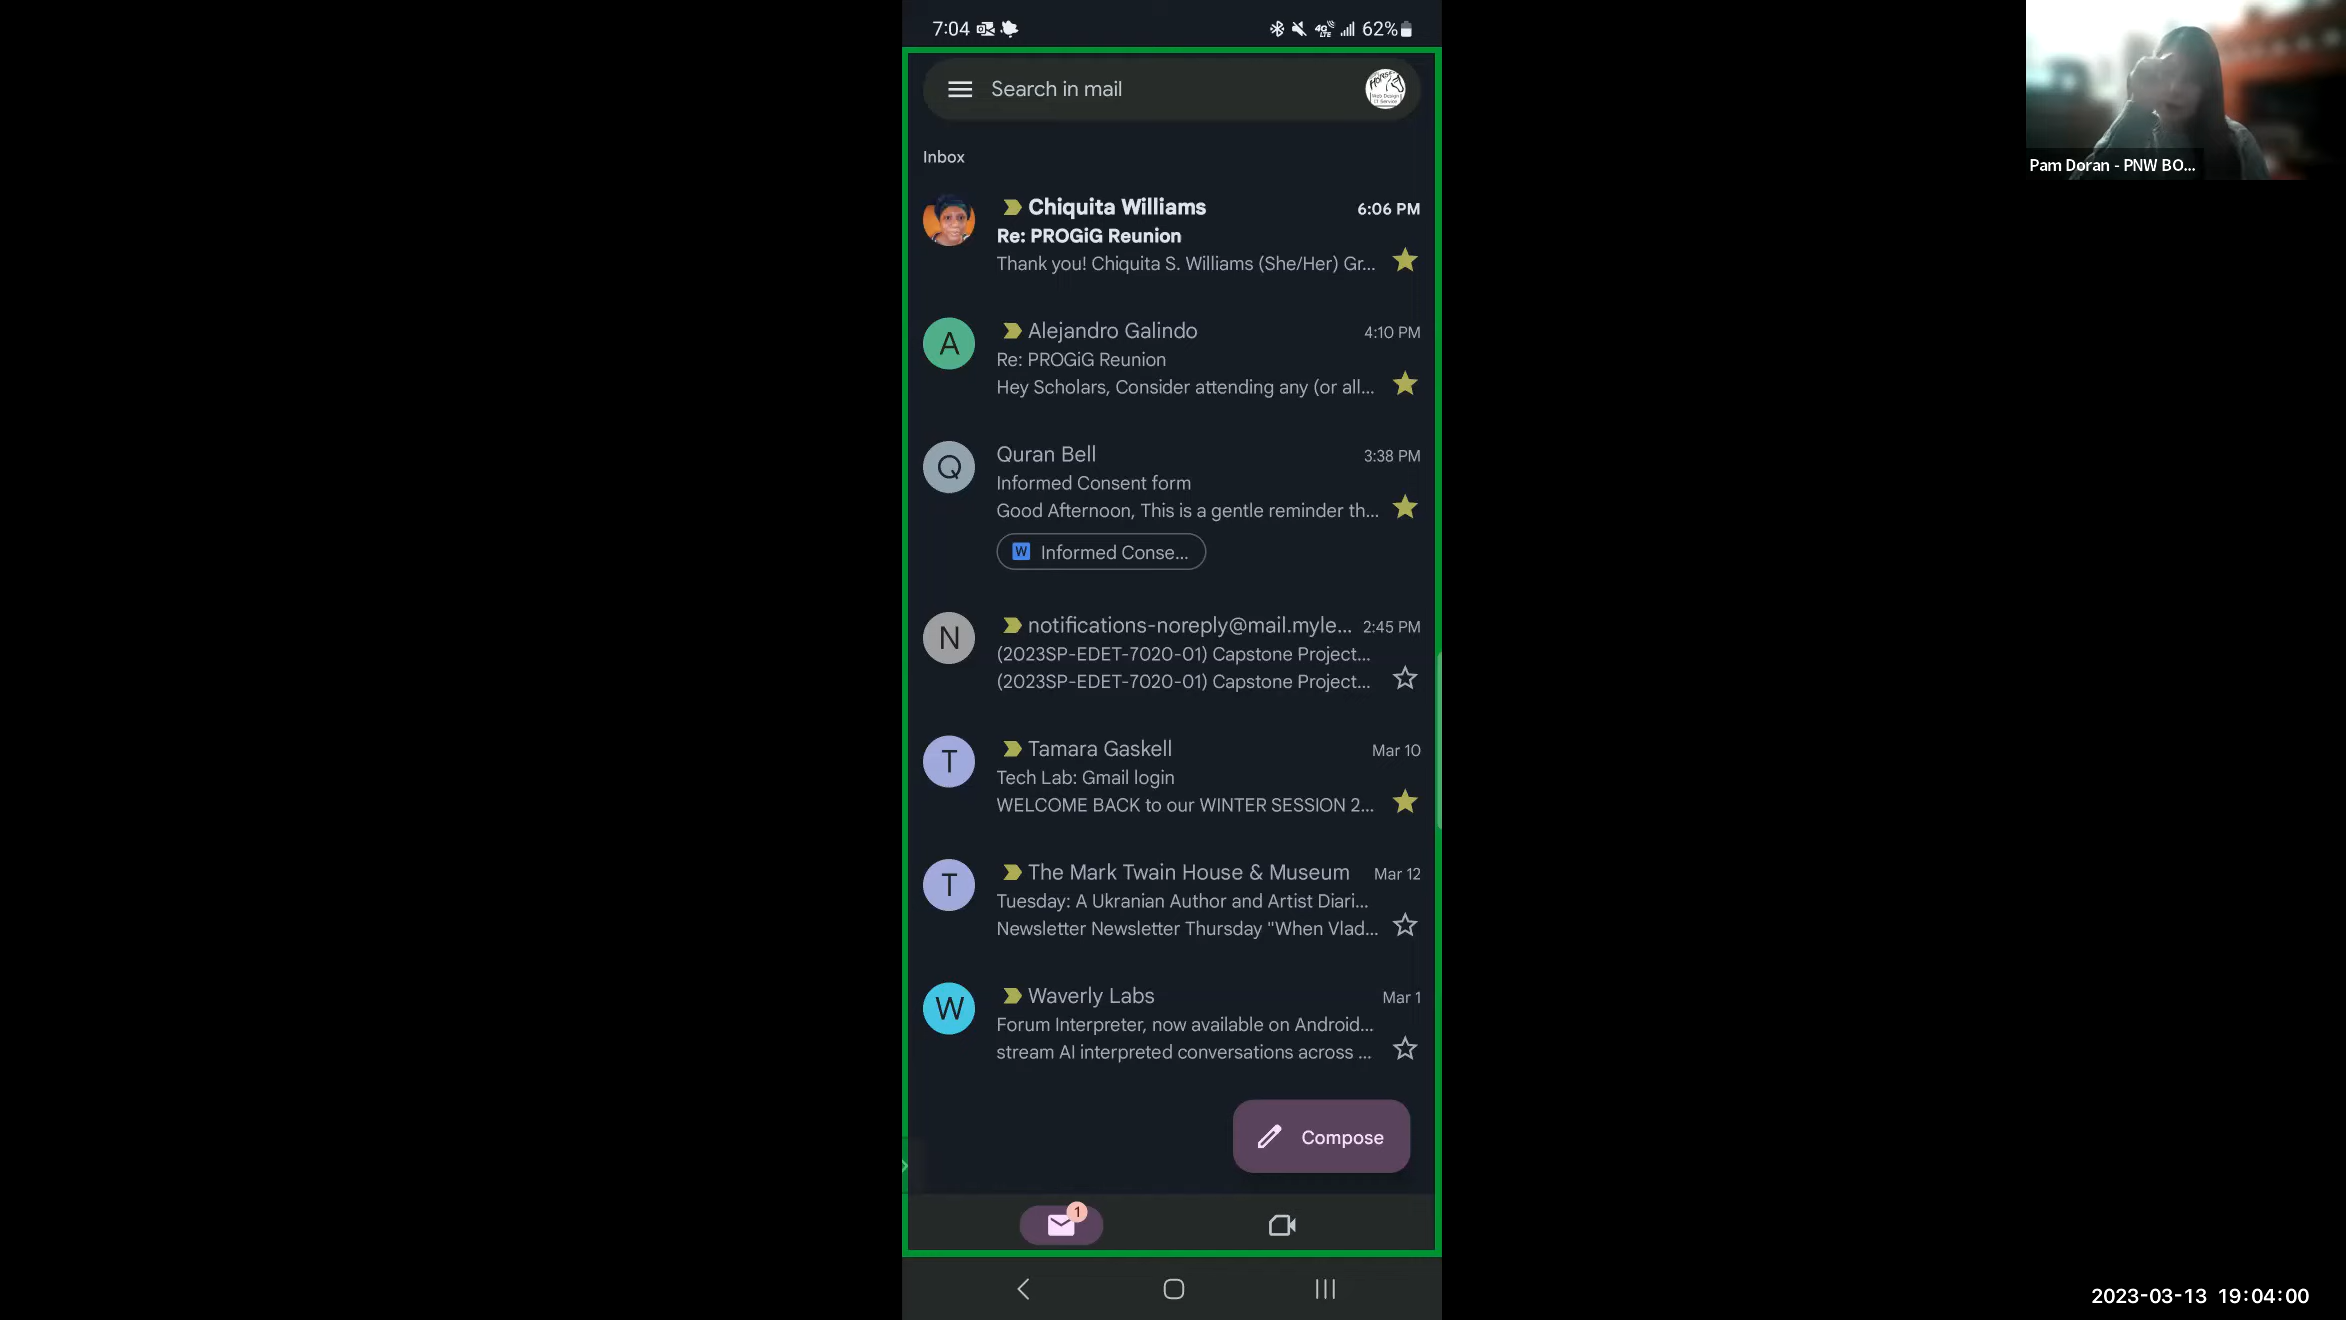 7:04
4G LTE 62%
Search in mail
Horse
Web Design
IT Service
Pam Doran - PNW BO...
Inbox
Chiquita Williams 6:06 PM
Re: PROGiG Reunion
Thank you! Chiquita S. Williams (She/Her) Gr...
A Alejandro Galindo 4:10 PM
Re: PROGiG Reunion
Hey Scholars, Consider attending any (or all...
Q Quran Bell 3:38 PM
Informed Consent form
Good Afternoon, This is a gentle reminder th...
W Informed Conse...
N notifications-noreply@mail.myle... 2:45 PM
(2023SP-EDET-7020-01) Capstone Project...
(2023SP-EDET-7020-01) Capstone Project...
T Tamara Gaskell Mar 10
Tech Lab: Gmail login
WELCOME BACK to our WINTER SESSION 2...
T The Mark Twain House & Museum Mar 12
Tuesday: A Ukranian Author and Artist Diari...
Newsletter Newsletter Thursday "When Vlad...
W Waverly Labs Mar 1
Forum Interpreter, now available on Android...
stream AI interpreted conversations across ...
Compose
1
2023-03-13 19:04:00